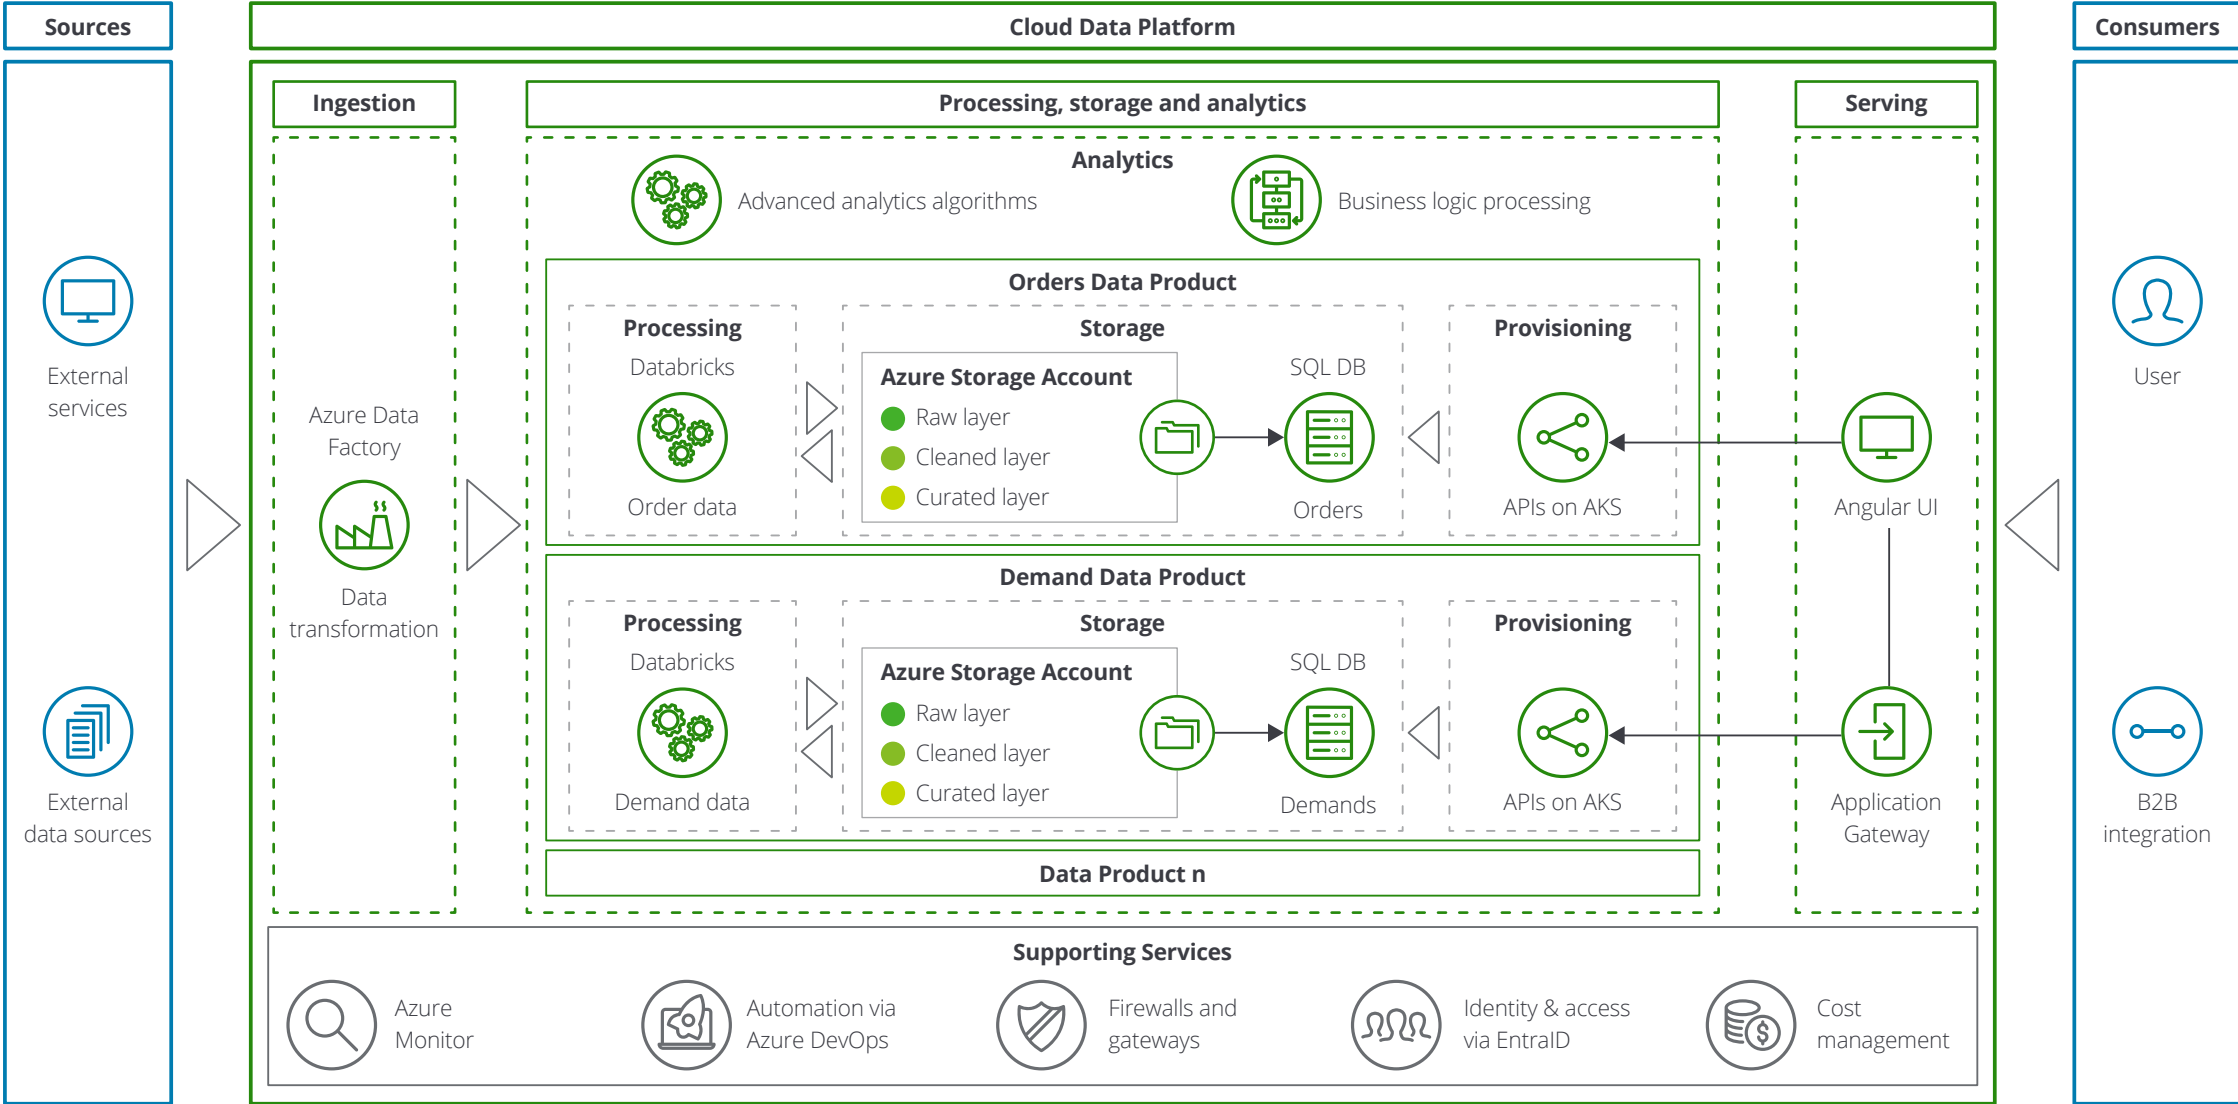 Sources
Cloud Data Platform
Consumers
Ingestion
Processing, storage and analytics
Serving
External
services
External
data sources
Azure Data
Factory
Data
transformation
Analytics
Advanced analytics algorithms
Business logic processing
Orders Data Product
Processing
Databricks
Order data
Storage
Azure Storage Account
Raw layer
Cleaned layer
Curated layer
SQL DB
Orders
Provisioning
APIs on AKS
Demand Data Product
Processing
Databricks
Demand data
Storage
Azure Storage Account
Raw layer
Cleaned layer
Curated layer
SQL DB
Demands
Provisioning
APIs on AKS
Data Product n
Angular UI
Application
Gateway
User
B2B
integration
Supporting Services
Azure
Monitor
Automation via
Azure DevOps
Firewalls and
gateways
Identity & access
via EntraID
Cost
management